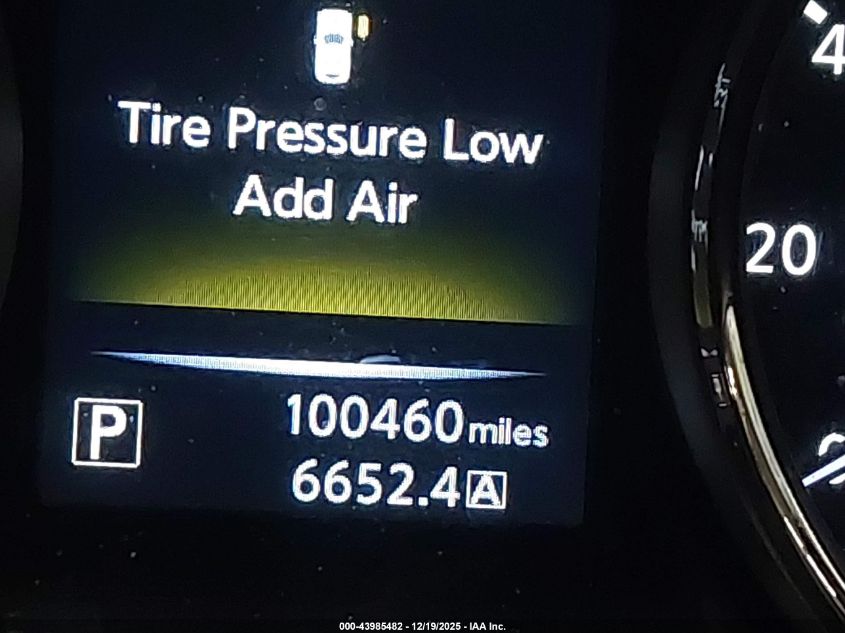 Tire Pressure Low
Add Air
P
100460 miles
6652.4 A
4
20
000-43985482 - 12/19/2025 - IAA Inc.